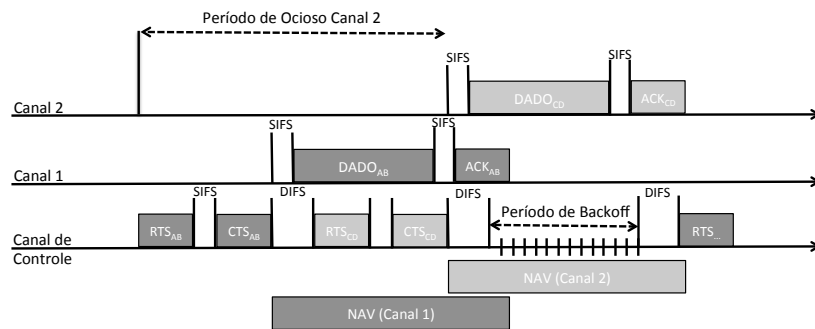 Período de Ocioso Canal 2
SIFS
SIFS
DADO_CD
ACK_CD
Canal 2
SIFS
SIFS
DADO_AB
ACK_AB
Canal 1
SIFS
DIFS
DIFS
DIFS
Período de Backoff
RTS_AB
CTS_AB
RTS_CD
CTS_CD
RTS_...
Canal de
Controle
NAV (Canal 2)
NAV (Canal 1)